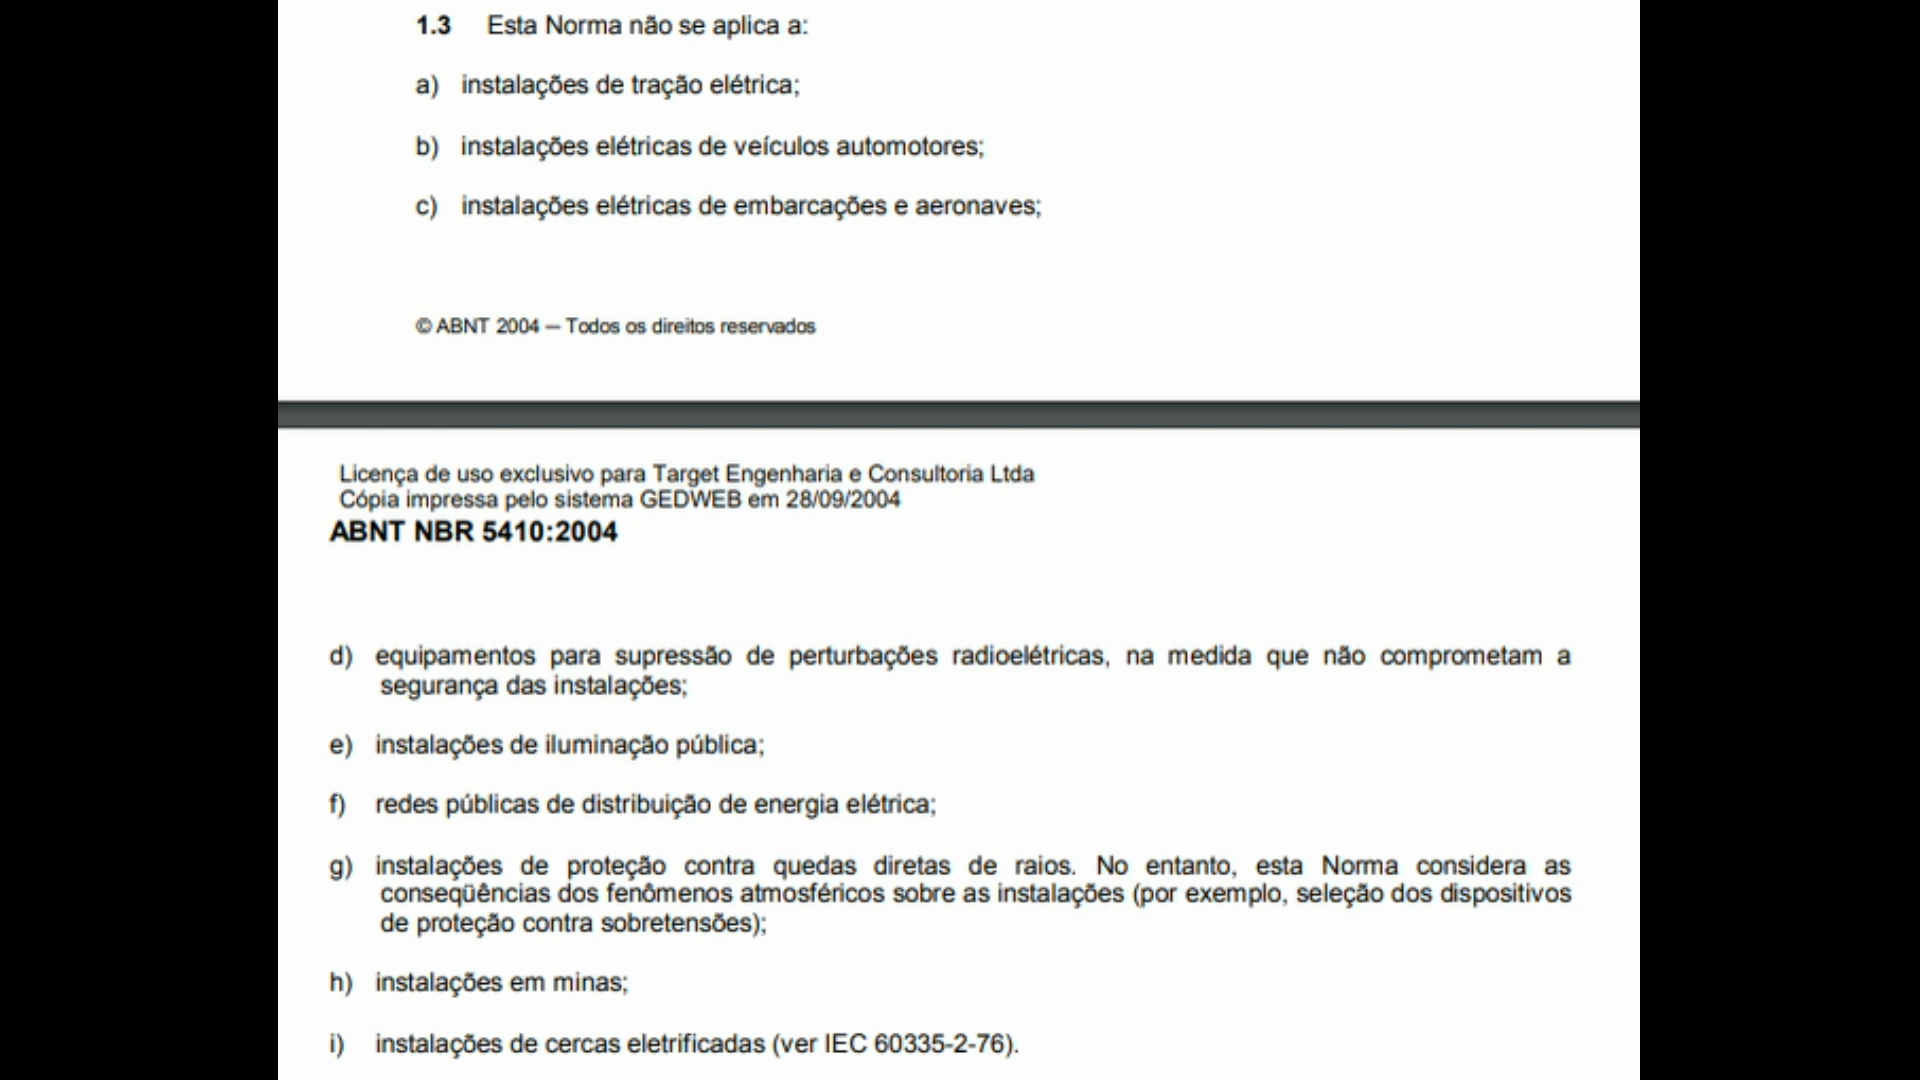 1.3 Esta Norma não se aplica a:
a) instalações de tração elétrica;
b) instalações elétricas de veículos automotores;
c) instalações elétricas de embarcações e aeronaves;
© ABNT 2004 — Todos os direitos reservados
Licença de uso exclusivo para Target Engenharia e Consultoria Ltda
Cópia impressa pelo sistema GEDWEB em 28/09/2004
ABNT NBR 5410:2004
d) equipamentos para supressão de perturbações radioelétricas, na medida que não comprometam a
segurança das instalações;
e) instalações de iluminação pública;
f) redes públicas de distribuição de energia elétrica;
g) instalações de proteção contra quedas diretas de raios. No entanto, esta Norma considera as
conseqüências dos fenômenos atmosféricos sobre as instalações (por exemplo, seleção dos dispositivos
de proteção contra sobretensões);
h) instalações em minas;
i) instalações de cercas eletrificadas (ver IEC 60335-2-76).